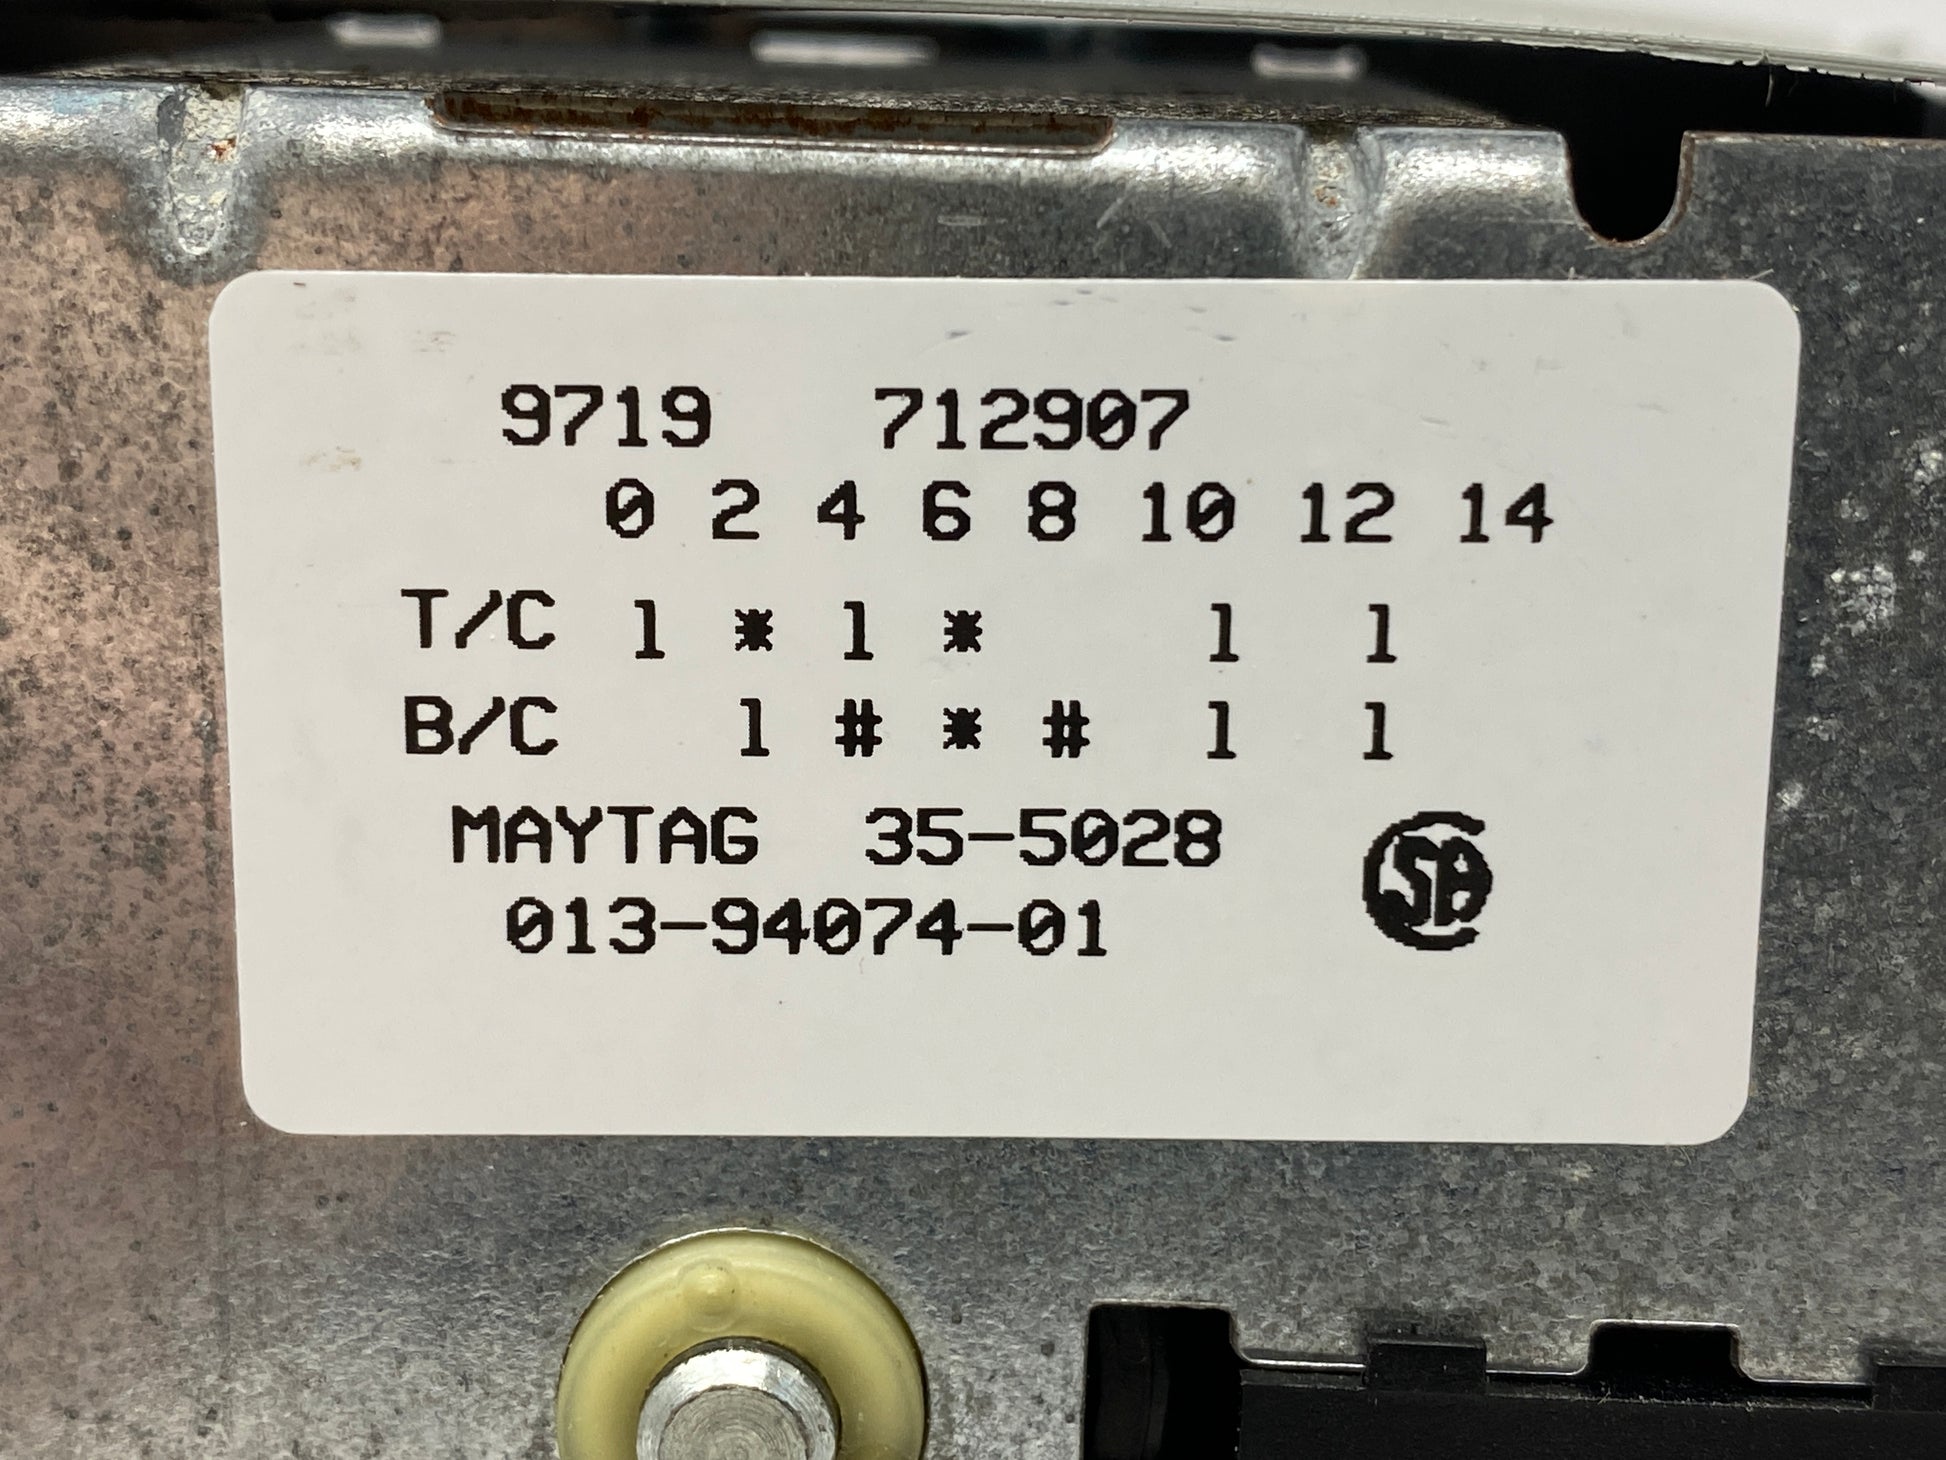 9719 712907
0 2 4 6 8 10 12 14
T/C 1 * 1 * 1 1
B/C 1 # * # 1 1
MAYTAG 35-5028
013-94074-01